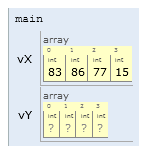 main
array
vX
0 1 2 3
int int int int
83 86 77 15
array
vY
0 1 2 3
int int int int
? ? ? ?